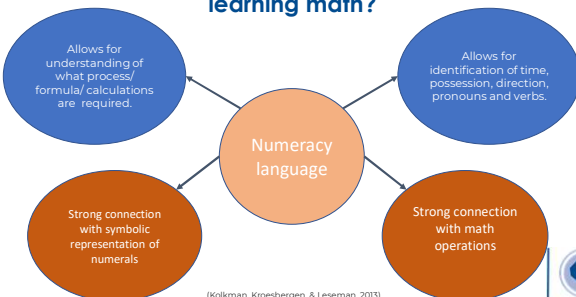 learning math?
Allows for
understanding of
what process/
formula/ calculations
are  required.
Allows for
identification of time,
possession, direction,
pronouns and verbs.
Numeracy
language
Strong connection
with symbolic
representation of
numerals
Strong connection
with math
operations
(Kolkman, Kroesbergen, & Leseman, 2013)